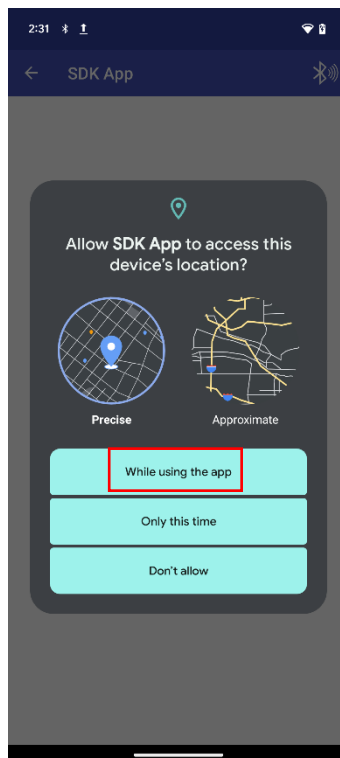 2:31
SDK App
Allow SDK App to access this
device's location?
Precise
Approximate
While using the app
Only this time
Don't allow